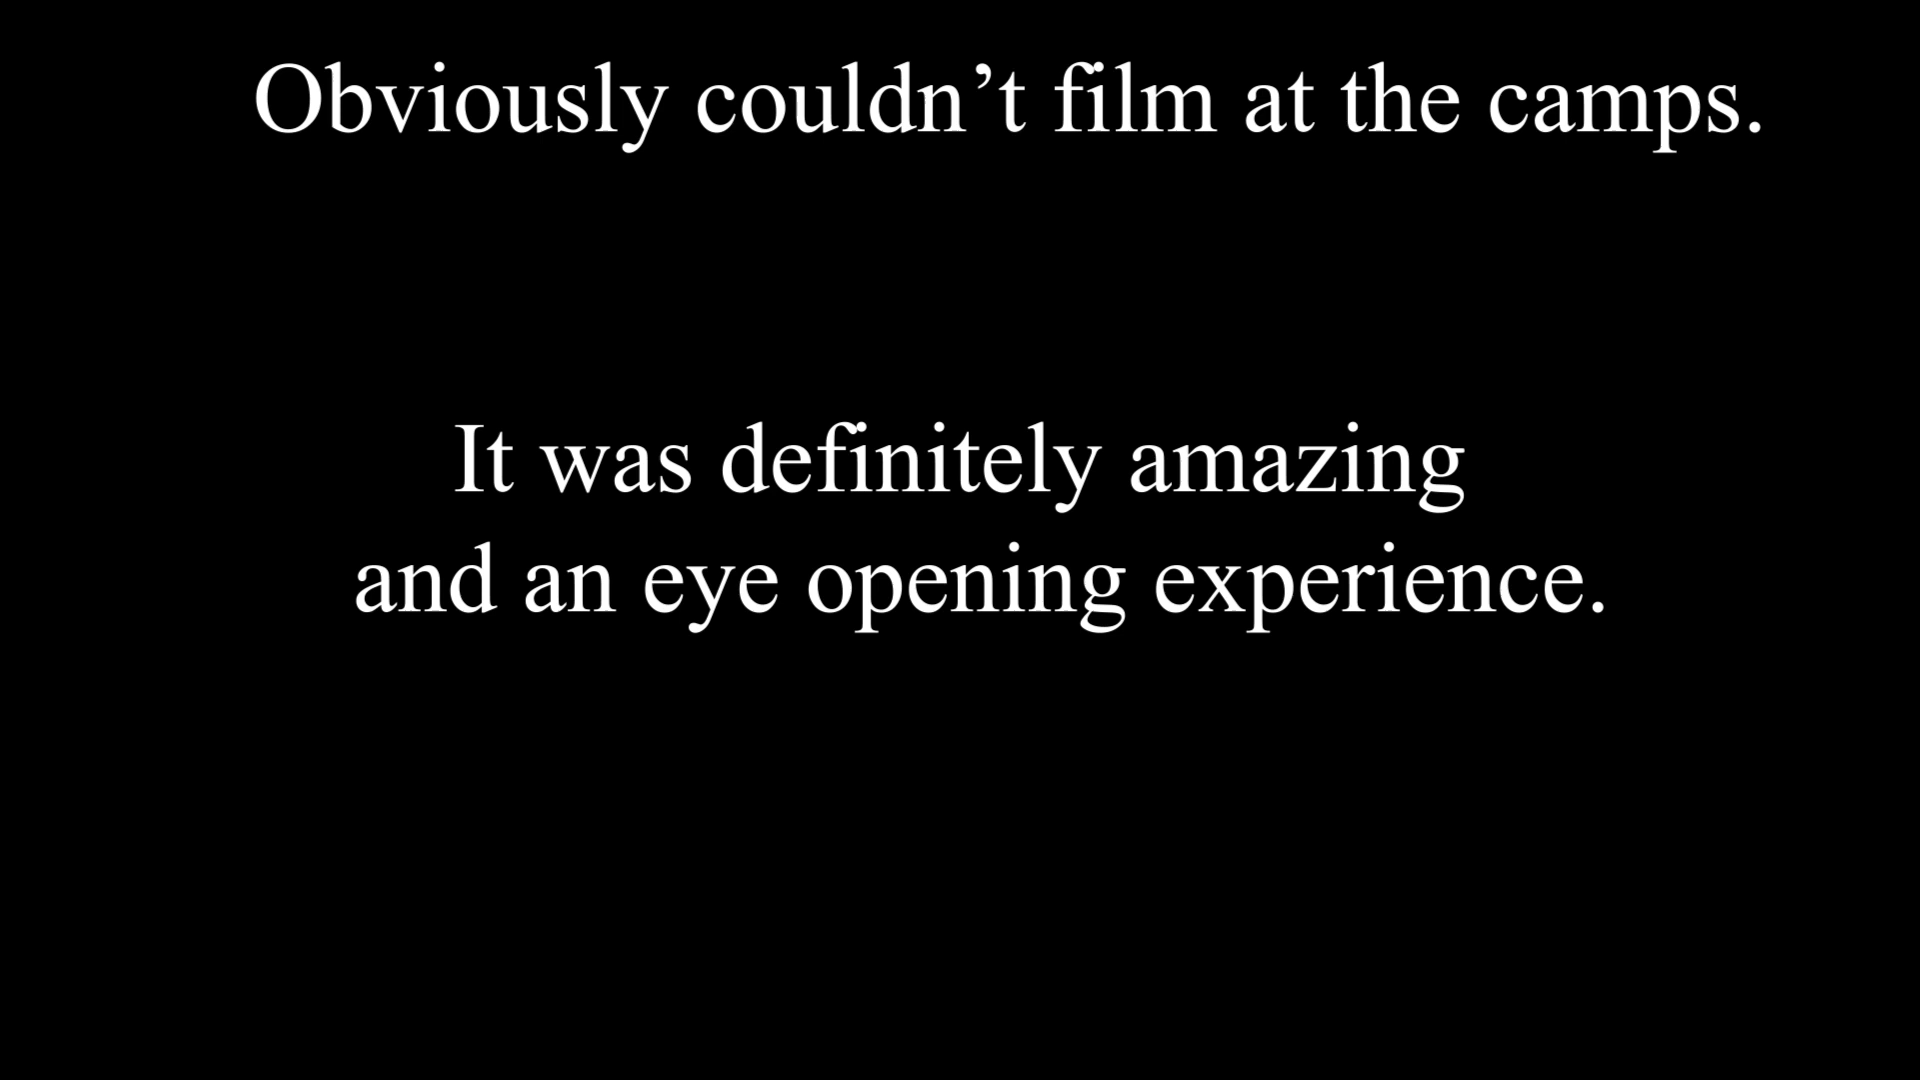 Obviously couldn’t film at the camps.
It was definitely amazing
and an eye opening experience.